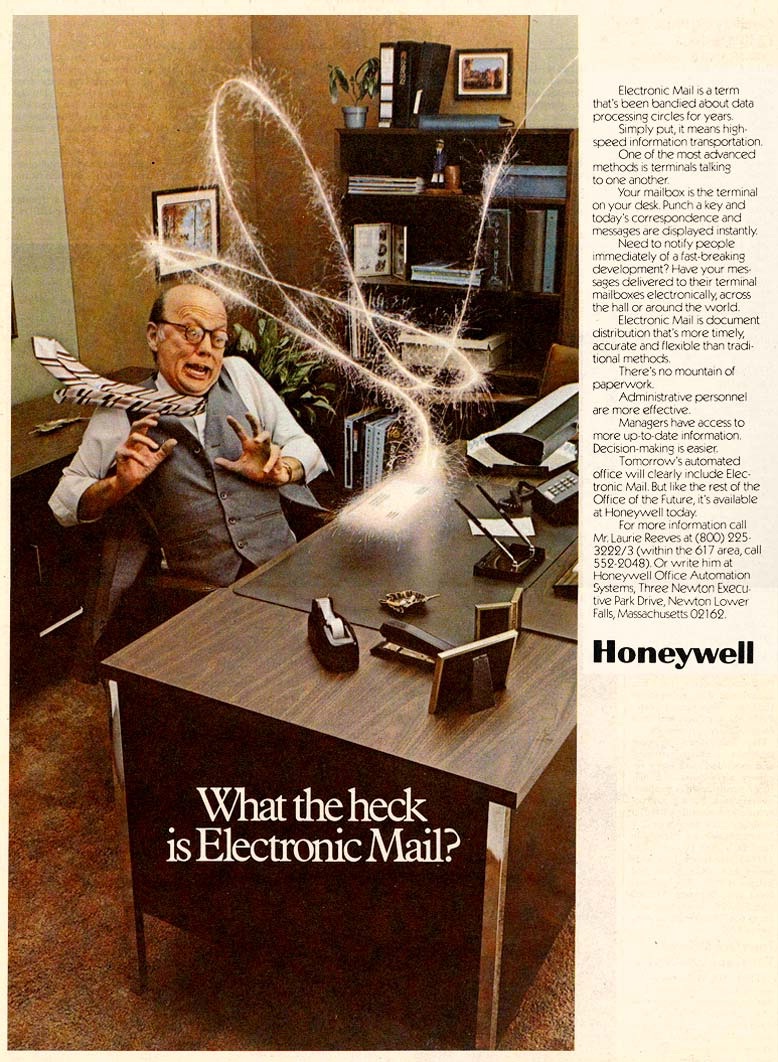 What the heck
is Electronic Mail?
Electronic Mail is a term
that's been bandied about data
processing circles for years.
Simply put, it means high-
speed information transportation.
One of the most advanced
methods is terminals talking
to one another.
Your mailbox is the terminal
on your desk. Punch a key and
today's correspondence and
messages are displayed instantly.
Need to notify people
immediately of a fast-breaking
development? Have your mes-
sages delivered to their terminal
mailboxes electronically, across
the hall or around the world.
Electronic Mail is document
distribution that's more timely,
accurate and flexible than tradi-
tional methods.
There's no mountain of
paperwork.
Administrative personnel
are more effective.
Managers have access to
more up-to-date information.
Decision-making is easier.
Tomorrow's automated
office will clearly include Elec-
tronic Mail. But like the rest of the
Office of the Future, it's available
at Honeywell today.
For more information call
Mr. Laurie Reeves at (800) 225-
3222/3 (within the 617 area, call
552-2048). Or write him at
Honeywell Office Automation
Systems, Three Newton Execu-
tive Park Drive, Newton Lower
Falls, Massachusetts 02162.
Honeywell